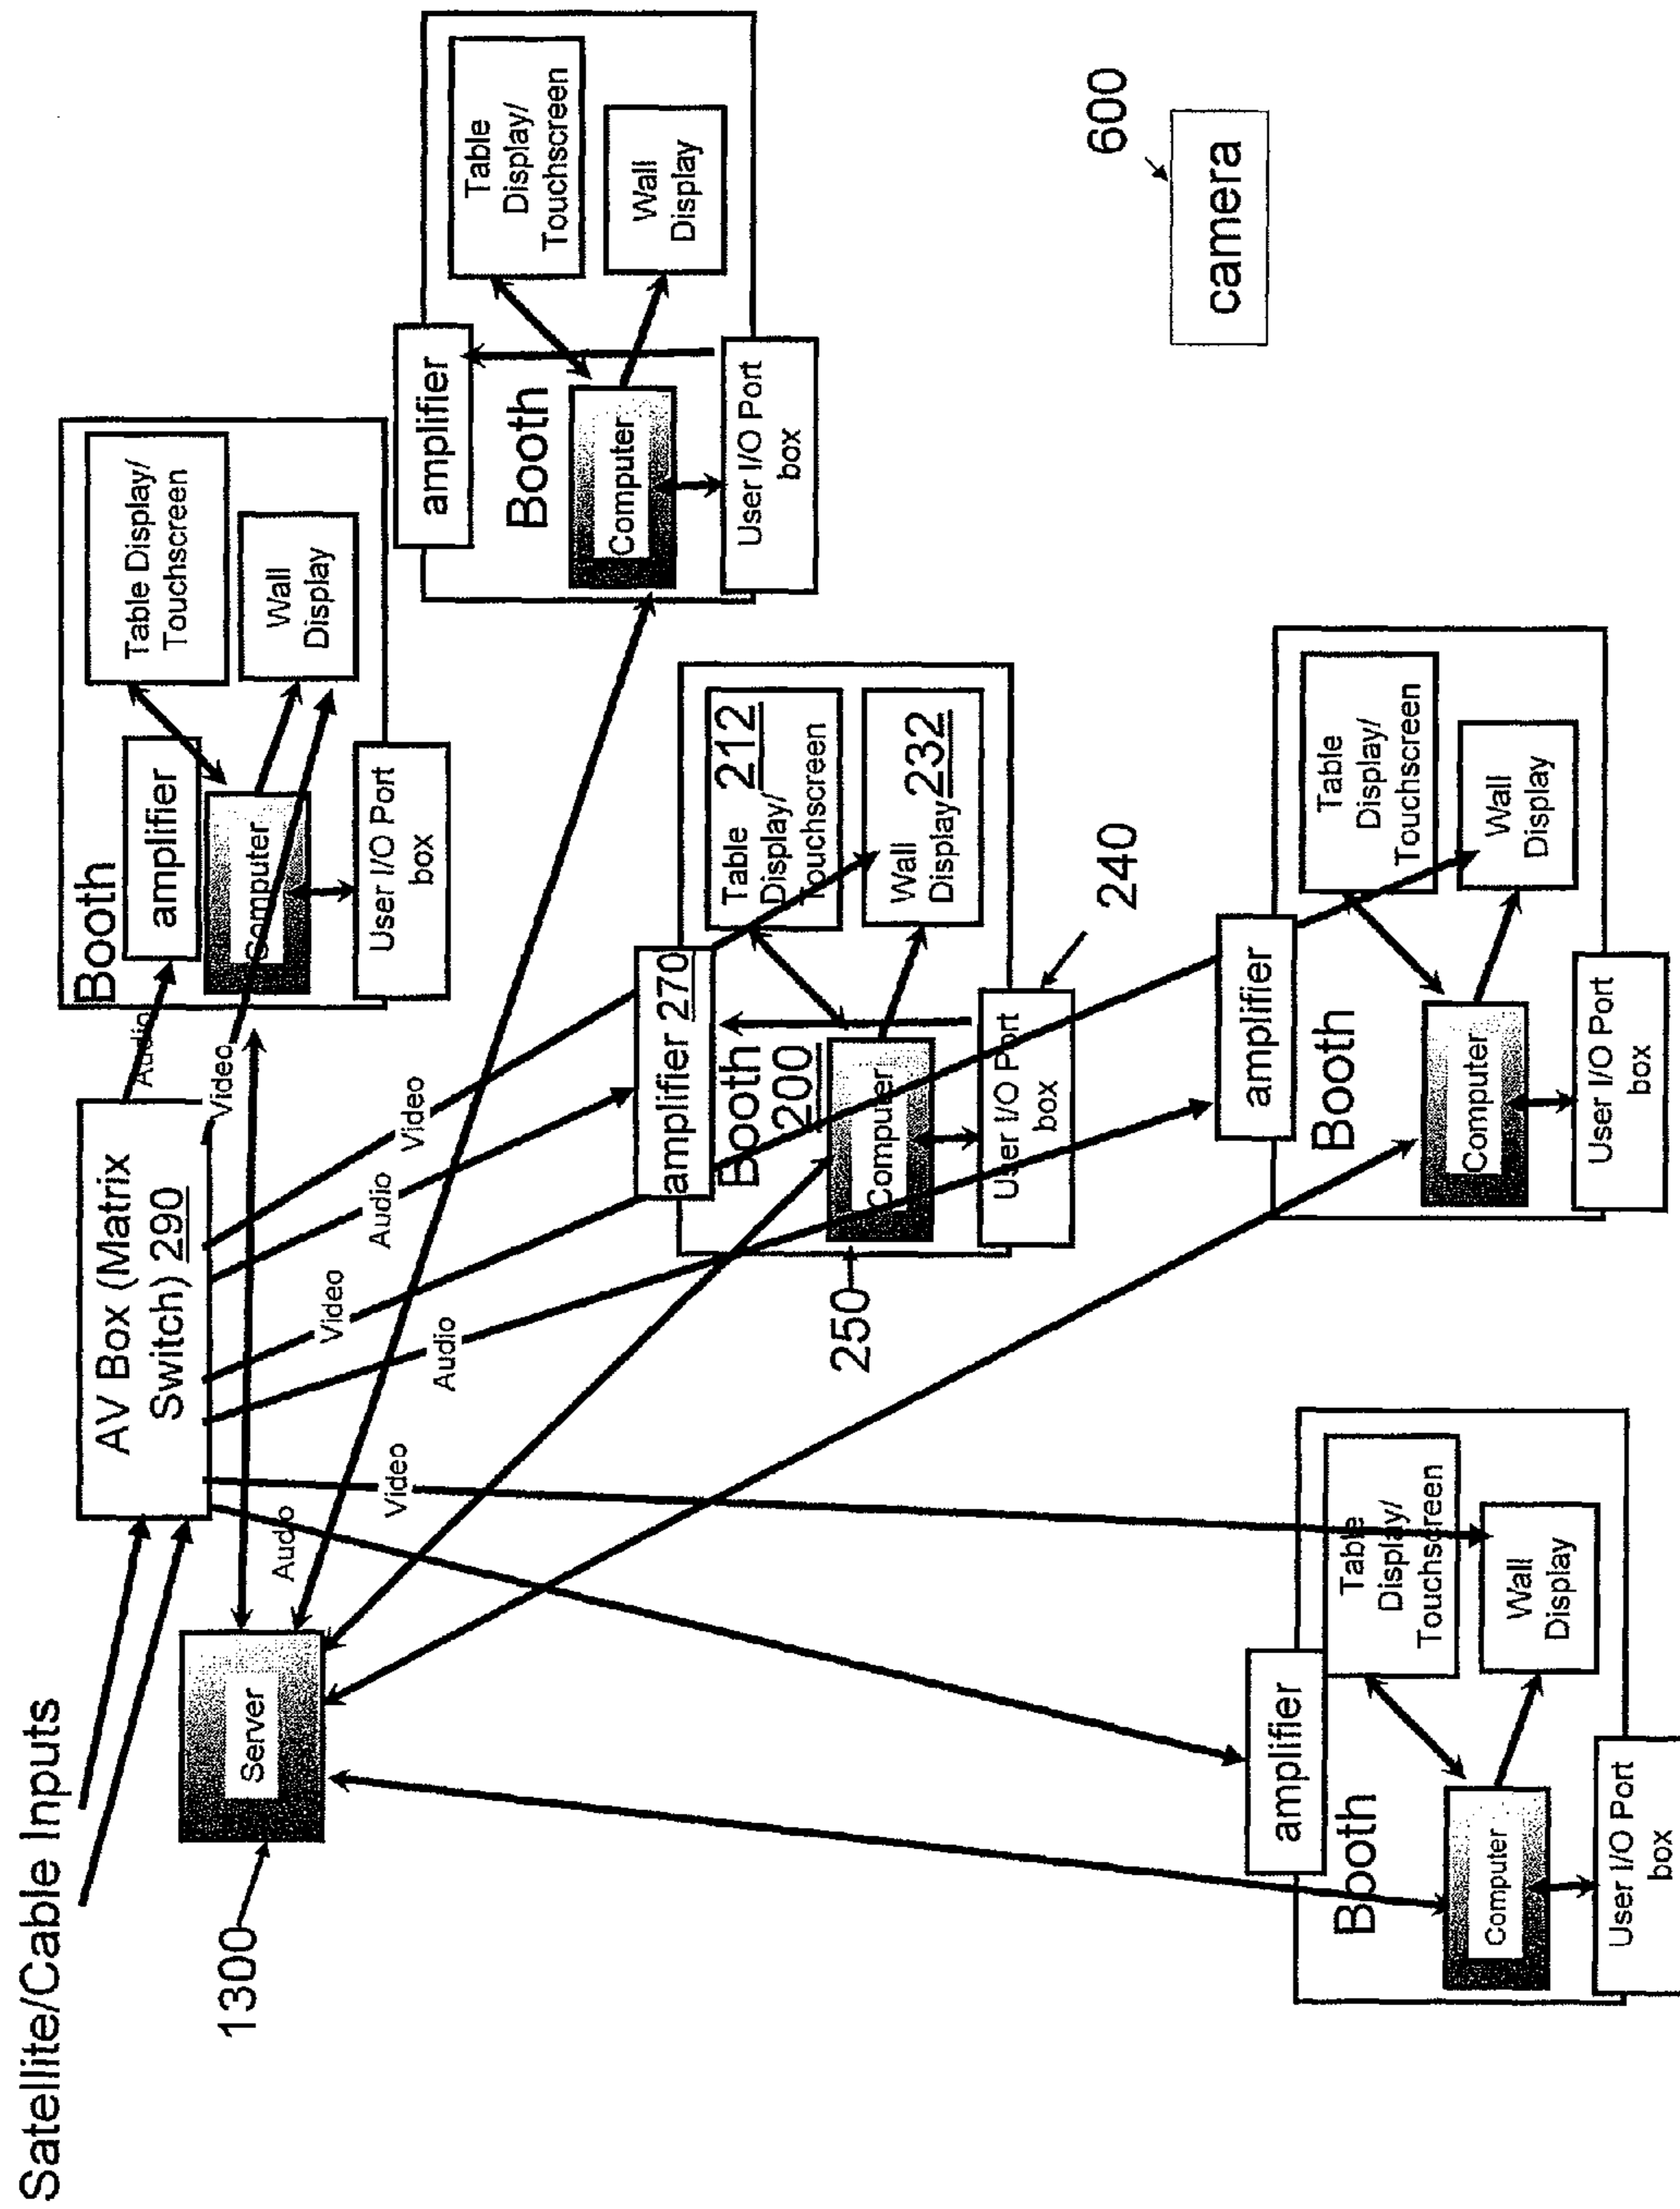 Satellite/Cable Inputs
1300
Server
AV Box (Matrix
Switch) 290
Audio
Video
Audio
Video
Audio
Video
Audio
Video
Booth
amplifier
Computer
Table Display/
Touchscreen
Wall
Display
User I/O Port
box
amplifier
Booth
Computer
Table
Display/
Touchscreen
Wall
Display
User I/O Port
box
amplifier 270
Booth
200
Computer
250
Table 212
Display/
Touchscreen
Wall
Display 232
User I/O Port
box
240
amplifier
Booth
Computer
Table
Display/
Touchscreen
Wall
Display
User I/O Port
box
amplifier
Booth
Computer
Table
Display/
Touchscreen
Wall
Display
User I/O Port
box
600
camera